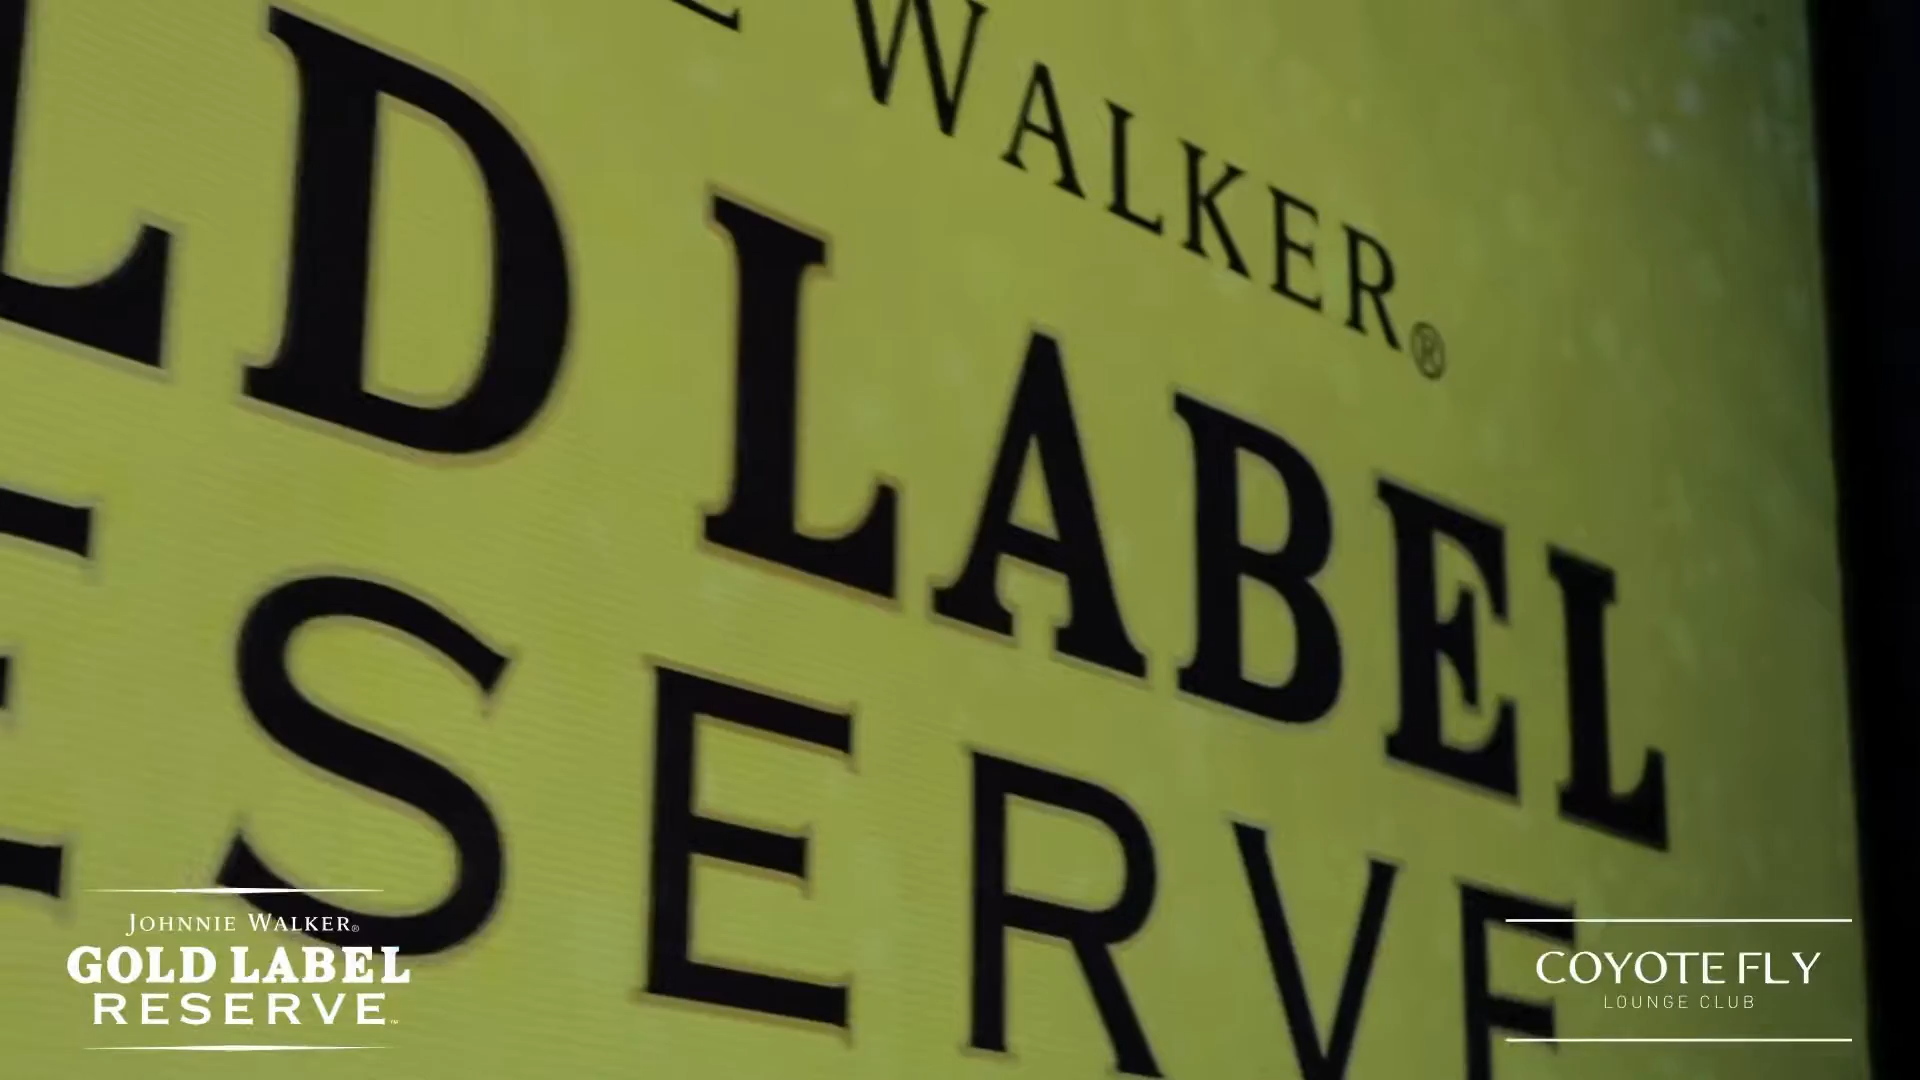 E WALKER®
LD LABEL
ESERVE
JOHNNIE WALKER®
GOLD LABEL
RESERVE™
COYOTE FLY
LOUNGE CLUB